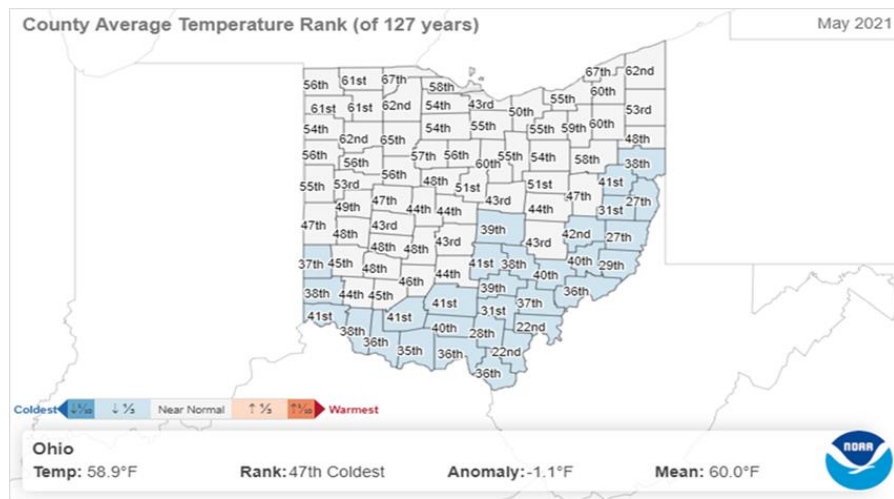 County Average Temperature Rank (of 127 years) May 2021
67th 62nd
56th 61st 67th 58th 60th
61st 61st 62nd 54th 43rd 50th 55th 53rd
54th 62nd 65th 54th 55th 55th 59th 60th 48th
56th 56th 57th 56th 60th 55th 54th 58th 38th
55th 53rd 56th 48th 51st 51st 47th 41st 27th
49th 47th 44th 44th 43rd 44th 31st
47th 48th 43rd 39th 42nd 27th
48th 48th 43rd 43rd
37th 45th 48th 46th 44th 41st 38th 40th 40th 29th
38th 44th 45th 39th 36th
41st 41st 41st 31st 37th
38th 40th 28th 22nd
36th 35th 36th 22nd
36th
Coldest ↓ ⅓ Near Normal ↑ ⅓ Warmest
Ohio
Temp: 58.9°F Rank: 47th Coldest Anomaly: -1.1°F Mean: 60.0°F
NOAA